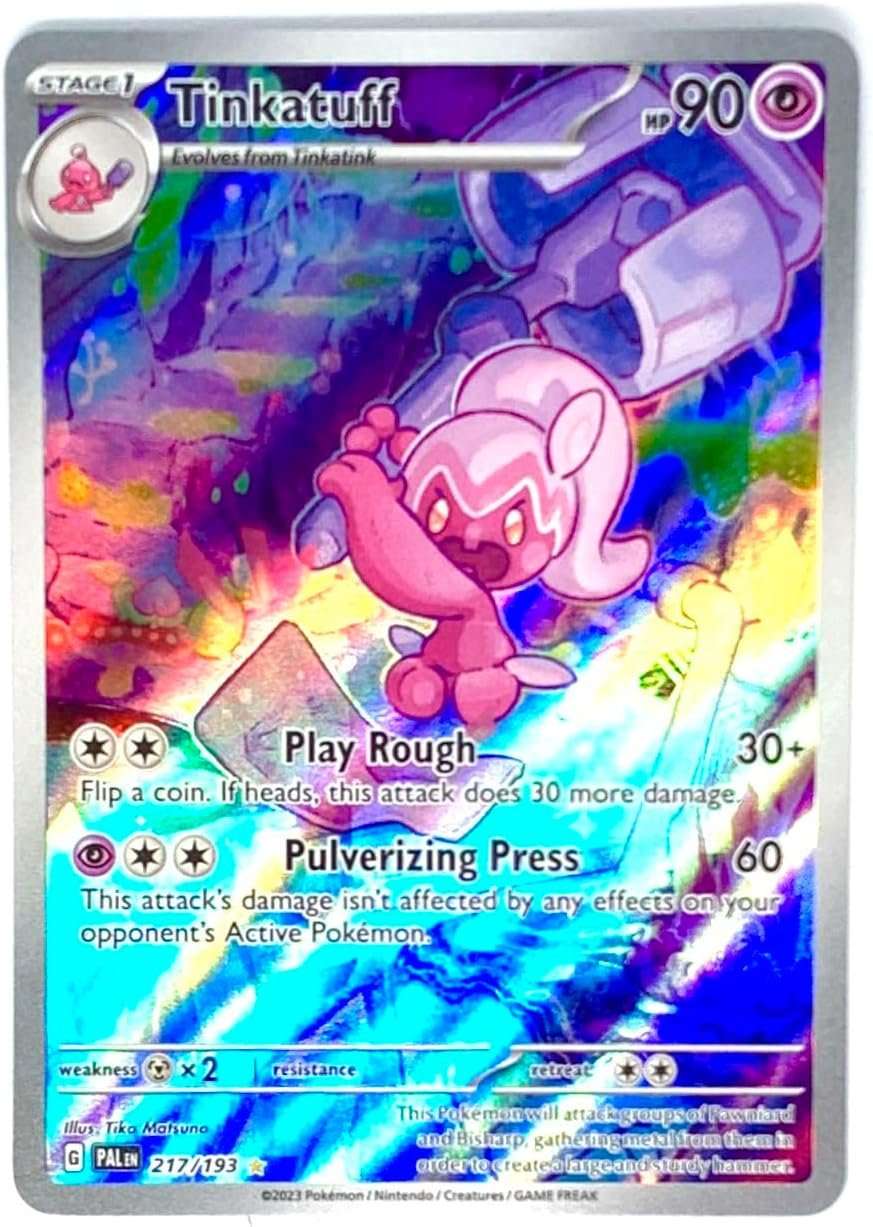 STAGE 1
Tinkatuff
HP 90
Evolves from Tinkatink
Play Rough 30+
Flip a coin. If heads, this attack does 30 more damage.
Pulverizing Press 60
This attack's damage isn't affected by any effects on your
opponent's Active Pokémon.
weakness ×2 resistance retreat
Illus. Tika Matsuno
This Pokémon will attack groups of Pawniard
and Bisharp, gathering metal from them in
order to create a large and sturdy hammer.
G PAL EN 217/193
©2023 Pokémon / Nintendo / Creatures / GAME FREAK